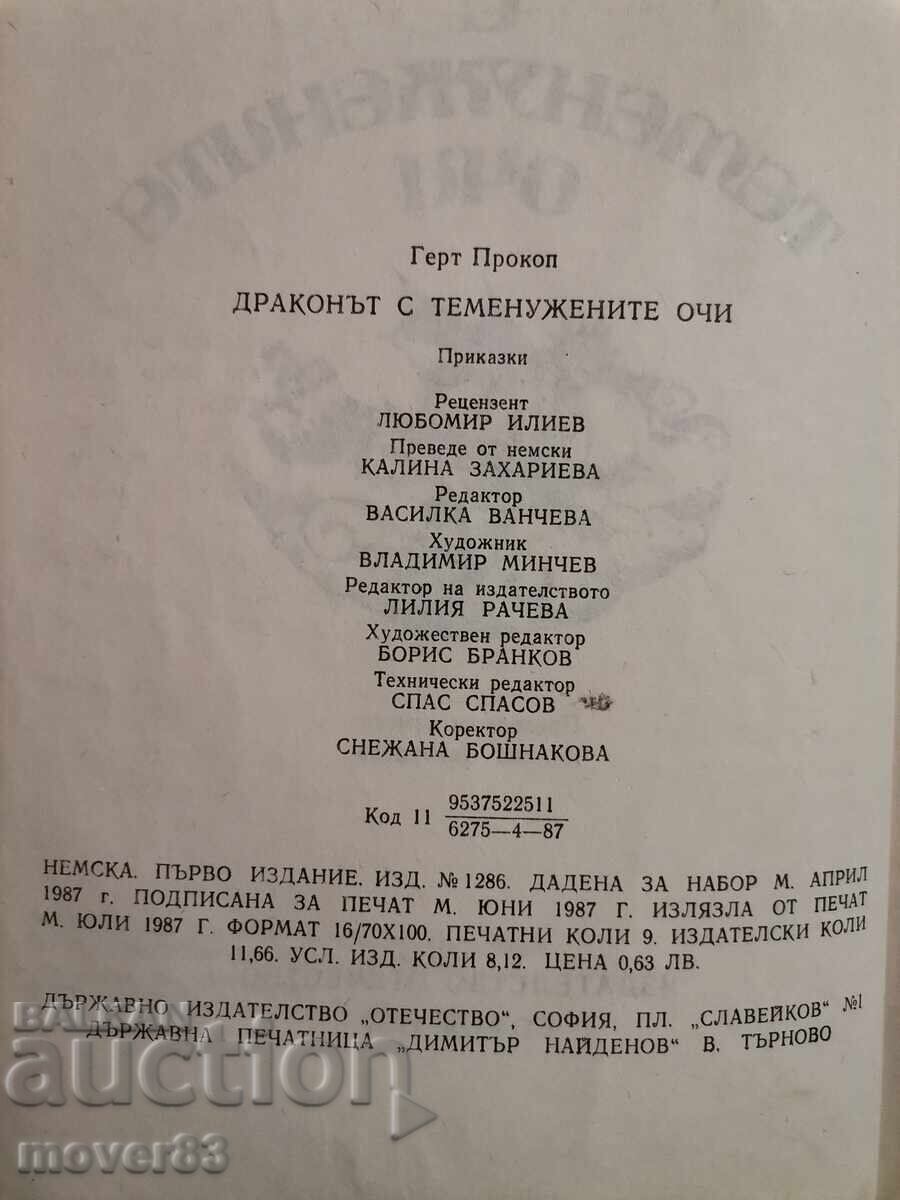 Герт Прокоп
ДРАКОНЪТ С ТЕМЕНУЖЕНИТЕ ОЧИ
Приказки
Рецензент
ЛЮБОМИР ИЛИЕВ
Преведе от немски
КАЛИНА ЗАХАРИЕВА
Редактор
ВАСИЛКА ВАНЧЕВА
Художник
ВЛАДИМИР МИНЧЕВ
Редактор на издателството
ЛИЛИЯ РАЧЕВА
Художествен редактор
БОРИС БРАНКОВ
Технически редактор
СПАС СПАСОВ
Коректор
СНЕЖАНА БОШНАКОВА
Код 11 9537522511
6275—4—87
НЕМСКА. ПЪРВО ИЗДАНИЕ. ИЗД. № 1286. ДАДЕНА ЗА НАБОР М. АПРИЛ
1987 г. ПОДПИСАНА ЗА ПЕЧАТ М. ЮНИ 1987 Г. ИЗЛЯЗЛА ОТ ПЕЧАТ
М. ЮЛИ 1987 Г. ФОРМАТ 16/70X100. ПЕЧАТНИ КОЛИ 9. ИЗДАТЕЛСКИ КОЛИ
11,66. УСЛ. ИЗД. КОЛИ 8,12. ЦЕНА 0,63 ЛВ.
ДЪРЖАВНО ИЗДАТЕЛСТВО „ОТЕЧЕСТВО“, СОФИЯ, ПЛ. „СЛАВЕЙКОВ“ №1
ДЪРЖАВНА ПЕЧАТНИЦА „ДИМИТЪР НАЙДЕНОВ“ В. ТЪРНОВО
BALKAN
auction
mover83